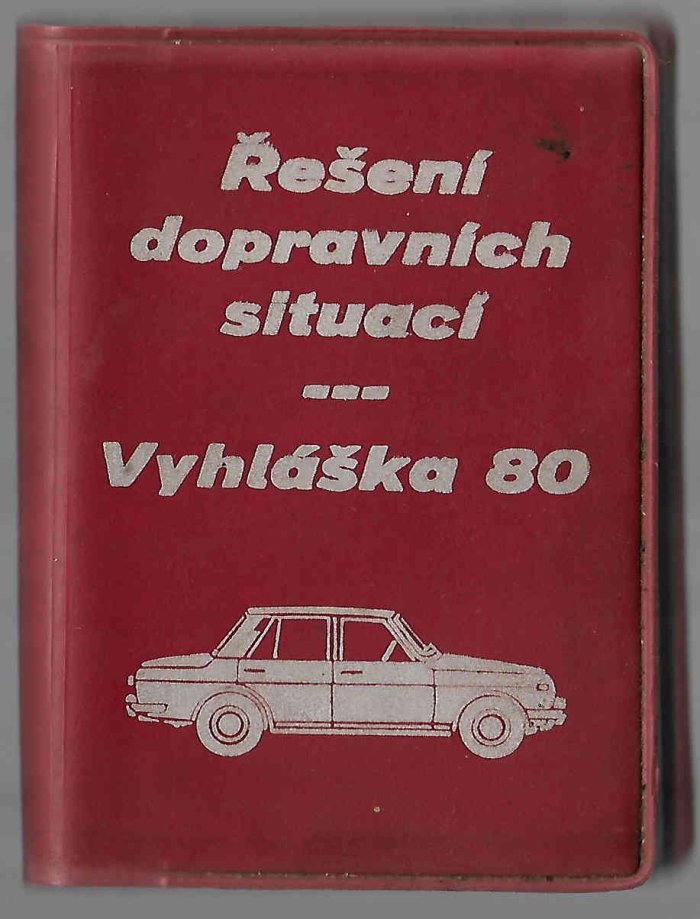 Řešení
dopravních
situací
---
Vyhláška 80